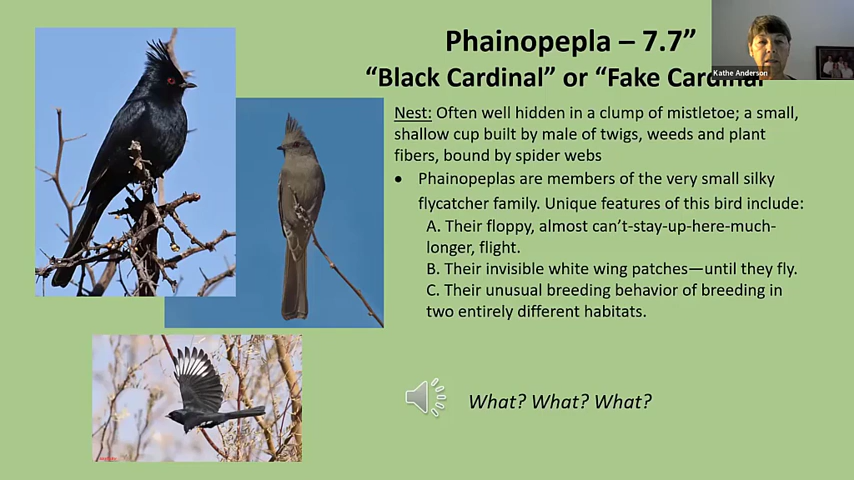 Phainopepla – 7.7”
Kathe Anderson
“Black Cardinal” or “Fake Cardinal
Nest: Often well hidden in a clump of mistletoe; a small,
shallow cup built by male of twigs, weeds and plant
fibers, bound by spider webs
• Phainopeplas are members of the very small silky
flycatcher family. Unique features of this bird include:
A. Their floppy, almost can’t-stay-up-here-much-
longer, flight.
B. Their invisible white wing patches—until they fly.
C. Their unusual breeding behavior of breeding in
two entirely different habitats.
What? What? What?